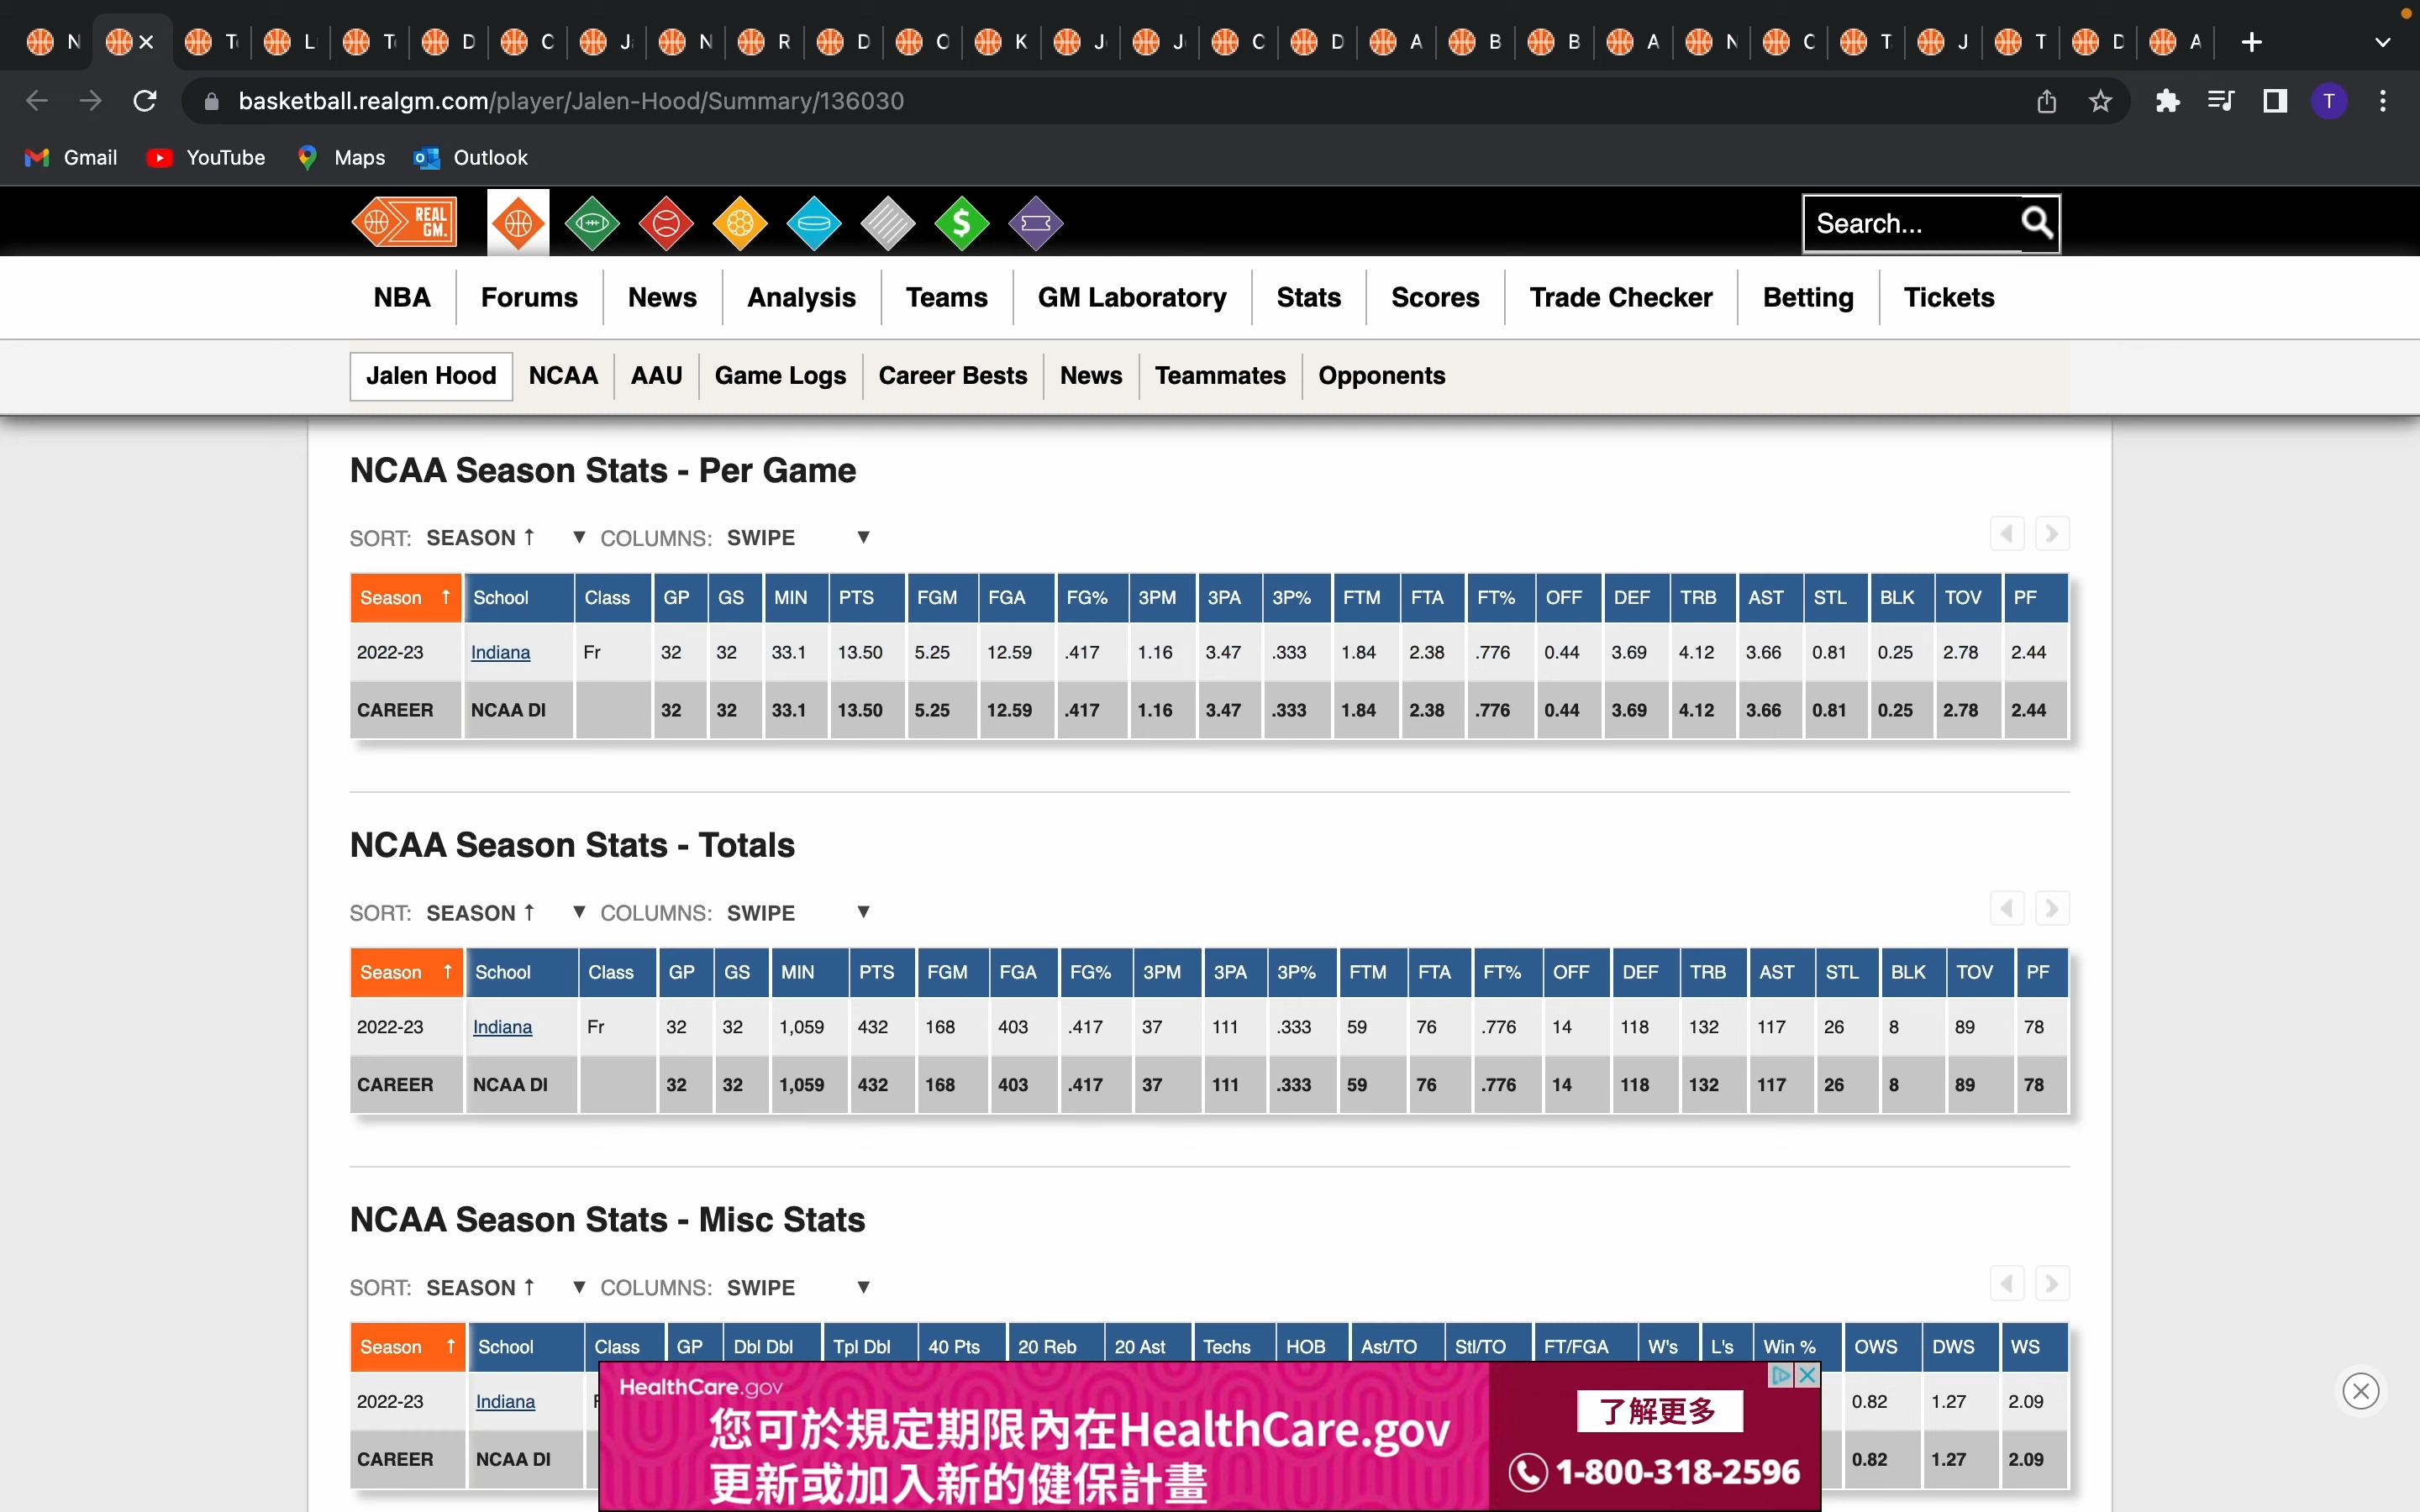 N T L T D C J N R D C K J J C D A B B A N C T J T D A
basketball.realgm.com/player/Jalen-Hood/Summary/136030 T
Gmail YouTube Maps Outlook
REAL GM. $ Search...
NBA Forums News Analysis Teams GM Laboratory Stats Scores Trade Checker Betting Tickets
Jalen Hood NCAA AAU Game Logs Career Bests News Teammates Opponents
NCAA Season Stats - Per Game
SORT: SEASON ↑ ▼ COLUMNS: SWIPE ▼
Season ↑ School Class GP GS MIN PTS FGM FGA FG% 3PM 3PA 3P% FTM FTA FT% OFF DEF TRB AST STL BLK TOV PF
2022-23 Indiana Fr 32 32 33.1 13.50 5.25 12.59 .417 1.16 3.47 .333 1.84 2.38 .776 0.44 3.69 4.12 3.66 0.81 0.25 2.78 2.44
CAREER NCAA DI 32 32 33.1 13.50 5.25 12.59 .417 1.16 3.47 .333 1.84 2.38 .776 0.44 3.69 4.12 3.66 0.81 0.25 2.78 2.44
NCAA Season Stats - Totals
SORT: SEASON ↑ ▼ COLUMNS: SWIPE ▼
Season ↑ School Class GP GS MIN PTS FGM FGA FG% 3PM 3PA 3P% FTM FTA FT% OFF DEF TRB AST STL BLK TOV PF
2022-23 Indiana Fr 32 32 1,059 432 168 403 .417 37 111 .333 59 76 .776 14 118 132 117 26 8 89 78
CAREER NCAA DI 32 32 1,059 432 168 403 .417 37 111 .333 59 76 .776 14 118 132 117 26 8 89 78
NCAA Season Stats - Misc Stats
SORT: SEASON ↑ ▼ COLUMNS: SWIPE ▼
Season ↑ School Class GP Dbl Dbl Tpl Dbl 40 Pts 20 Reb 20 Ast Techs HOB Ast/TO Stl/TO FT/FGA W's L's Win % OWS DWS WS
2022-23 Indiana 0.82 1.27 2.09
CAREER NCAA DI 0.82 1.27 2.09
HealthCare.gov
您可於規定期限內在HealthCare.gov
更新或加入新的健保計畫
了解更多
1-800-318-2596